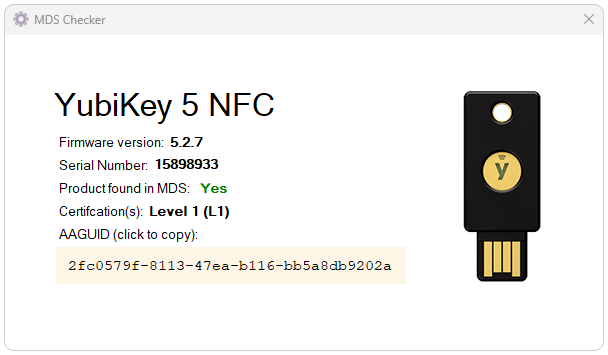 MDS Checker
YubiKey 5 NFC
Firmware version: 5.2.7
Serial Number: 15898933
Product found in MDS: Yes
Certifcation(s): Level 1 (L1)
AAGUID (click to copy):
2fc0579f-8113-47ea-b116-bb5a8db9202a
y